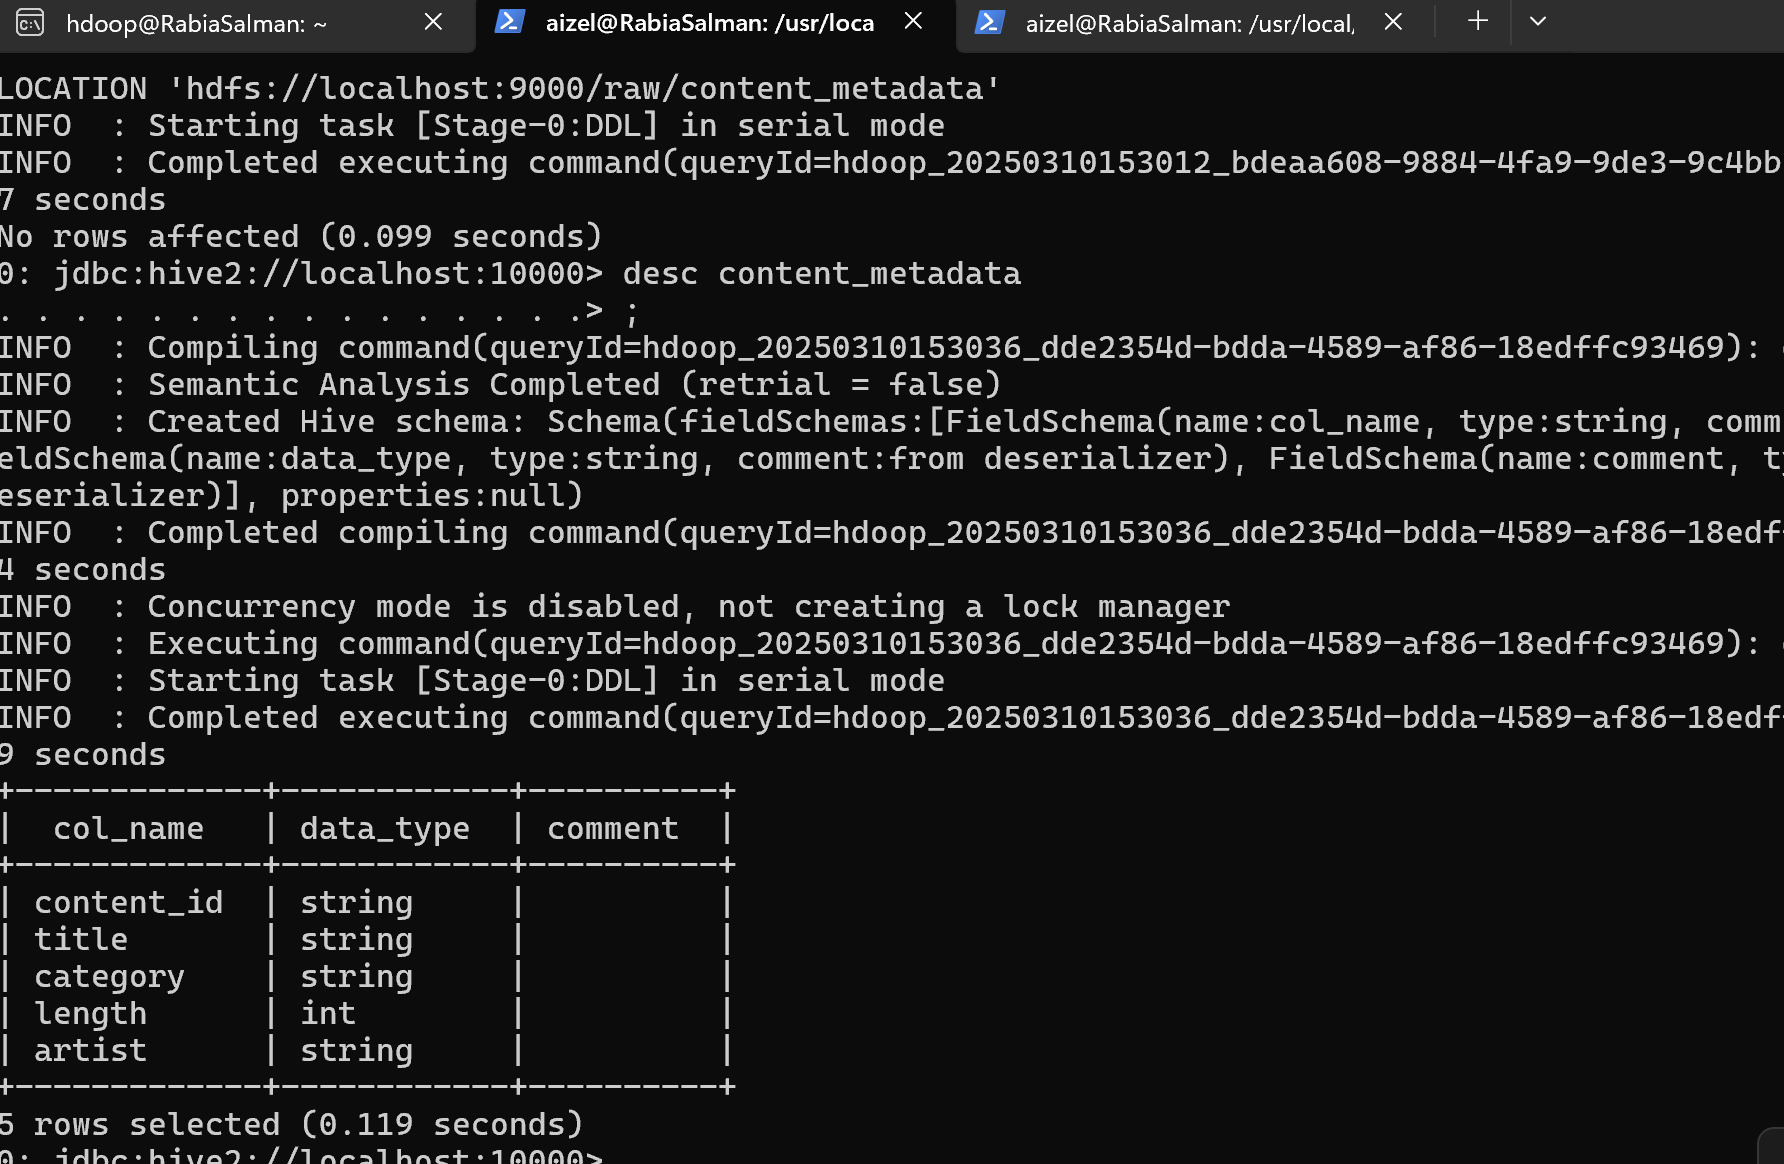 hdoop@RabiaSalman: ~
aizel@RabiaSalman: /usr/loca
aizel@RabiaSalman: /usr/local,
LOCATION 'hdfs://localhost:9000/raw/content_metadata'
INFO  : Starting task [Stage-0:DDL] in serial mode
INFO  : Completed executing command(queryId=hdoop_20250310153012_bdeaa608-9884-4fa9-9de3-9c4bb
7 seconds
No rows affected (0.099 seconds)
0: jdbc:hive2://localhost:10000> desc content_metadata
. . . . . . . . . . . . . . . .> ;
INFO  : Compiling command(queryId=hdoop_20250310153036_dde2354d-bdda-4589-af86-18edffc93469):
INFO  : Semantic Analysis Completed (retrial = false)
INFO  : Created Hive schema: Schema(fieldSchemas:[FieldSchema(name:col_name, type:string, comm
eldSchema(name:data_type, type:string, comment:from deserializer), FieldSchema(name:comment, ty
eserializer)], properties:null)
INFO  : Completed compiling command(queryId=hdoop_20250310153036_dde2354d-bdda-4589-af86-18edf
4 seconds
INFO  : Concurrency mode is disabled, not creating a lock manager
INFO  : Executing command(queryId=hdoop_20250310153036_dde2354d-bdda-4589-af86-18edffc93469):
INFO  : Starting task [Stage-0:DDL] in serial mode
INFO  : Completed executing command(queryId=hdoop_20250310153036_dde2354d-bdda-4589-af86-18edf
9 seconds
+-------------+------------+----------+
|  col_name   | data_type  | comment  |
+-------------+------------+----------+
| content_id  | string     |          |
| title       | string     |          |
| category    | string     |          |
| length      | int        |          |
| artist      | string     |          |
+-------------+------------+----------+
5 rows selected (0.119 seconds)
0: jdbc:hive2://localhost:10000>